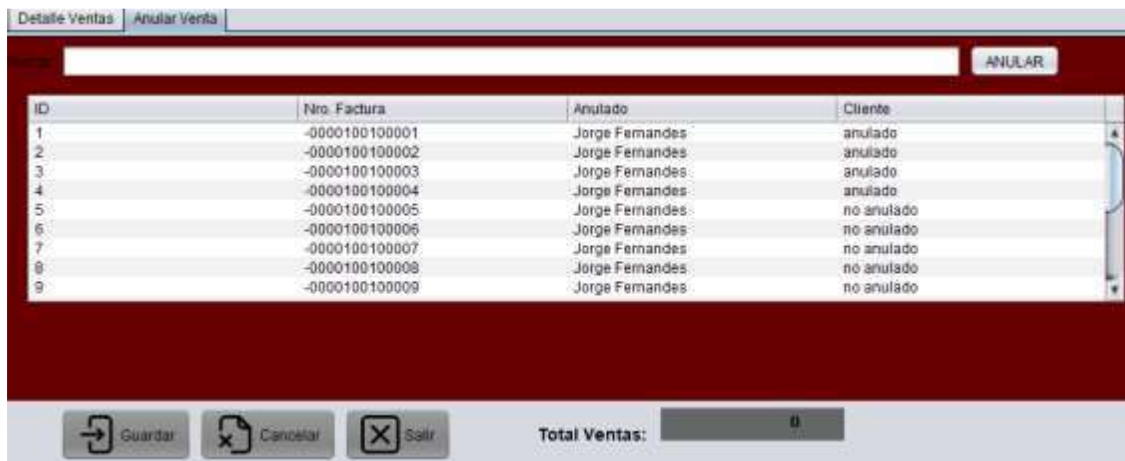 Detalle Ventas Anular Venta
ANULAR
ID Nro. Factura Anulado Cliente
1 -0000100100001 Jorge Fernandes anulado
2 -0000100100002 Jorge Fernandes anulado
3 -0000100100003 Jorge Fernandes anulado
4 -0000100100004 Jorge Fernandes anulado
5 -0000100100005 Jorge Fernandes no anulado
6 -0000100100006 Jorge Fernandes no anulado
7 -0000100100007 Jorge Fernandes no anulado
8 -0000100100008 Jorge Fernandes no anulado
9 -0000100100009 Jorge Fernandes no anulado
Guardar Cancelar Salir Total Ventas: 0